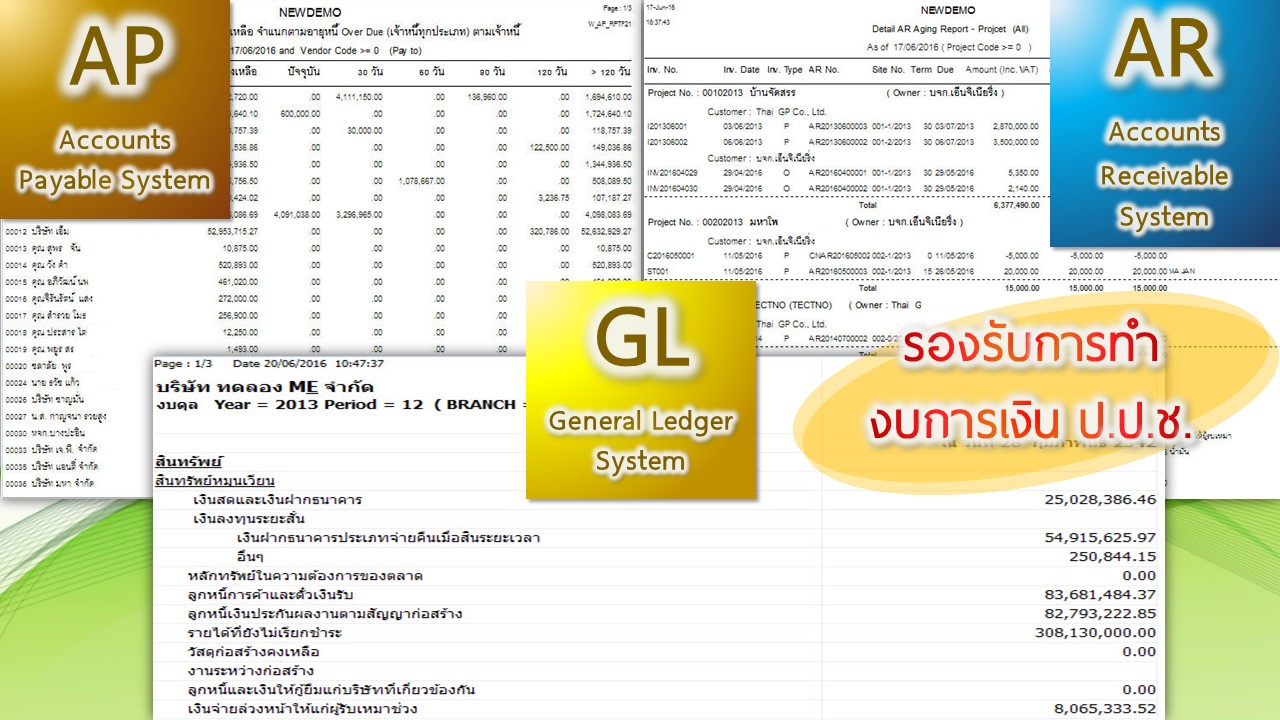 AP
Accounts
Payable System
NEWDEMO
Page : 1/3
W_AP_RPTF21
เหลือ จำแนกตามอายุหนี้ Over Due (เจ้าหนี้ทุกประเภท) ตามเจ้าหนี้
17/06/2016 and Vendor Code >= 0 (Pay to)
งเหลือ ปัจจุบัน 30 วัน 60 วัน 90 วัน 120 วัน > 120 วัน
,720.00 .00 4,111,150.00 .00 136,960.00 .00 1,694,610.00
,640.10 600,000.00 .00 .00 .00 .00 1,724,640.10
,757.39 .00 30,000.00 .00 .00 .00 118,757.39
,536.86 .00 .00 .00 .00 122,500.00 149,036.86
,936.50 .00 .00 .00 .00 .00 1,344,936.50
,756.50 .00 .00 1,078,667.00 .00 .00 508,089.50
,424.02 .00 .00 .00 .00 3,236.75 107,187.27
,086.69 4,091,038.00 3,296,965.00 .00 .00 .00 4,098,083.69
00012 บริษัท เอ็ม 52,953,715.27 .00 .00 .00 .00 320,786.00 52,632,929.27
00013 คุณ สุพร จัน 10,875.00 .00 .00 .00 .00 .00 10,875.00
00014 คุณ วัง คำ 520,893.00 .00 .00 .00 .00 .00 520,893.00
00015 คุณ อภิวัฒน์ นพ 461,020.00 .00 .00
00016 คุณจิรันรัตน์ แสง 272,000.00 .00 .00
00017 คุณ สำรวย โมธ 256,900.00 .00 .00
00018 คุณ ประสาร โต 12,250.00 .00 .00
00019 คุณ พยูร สร 1,493.00 .00 .00
00020 ชลาลัย พูร
00024 นาย ธวัช แก้ว
00026 บริษัท ชาญมัน
00027 น.ส. กาญจนา รวยสูง
00030 หจก.บางปะอิน
00033 บริษัท เจ.พี. จำกัด
00035 บริษัท แอนตี้ จำกัด
00036 บริษัท มหา จำกัด
17-Jun-16
18:37:43
NEWDEMO
Detail AR Aging Report - Project (All)
As of 17/06/2016 ( Project Code >= 0 )
Inv. No. Inv. Date Inv. Type AR No. Site No. Term Due Amount (Inc.VAT)
Project No. : 00102013 บ้านจัดสรร ( Owner : บจก.เอ็นจิเนียริ่ง )
Customer : Thai GP Co., Ltd.
I201306001 03/06/2013 P AR20130600003 001-1/2013 30 03/07/2013 2,870,000.00
I201306002 06/06/2013 P AR20130600002 001-2/2013 30 06/07/2013 3,500,000.00
Customer : บจก.เอ็นจิเนียริ่ง
INV201604029 29/04/2016 O AR20160400001 001-1/2013 30 29/05/2016 5,350.00
INV201604030 29/04/2016 O AR20160400002 001-1/2013 30 29/05/2016 2,140.00
Total 6,377,490.00
Project No. : 00202013 มหาโพ ( Owner : บจก.เอ็นจิเนียริ่ง )
Customer : บจก.เอ็นจิเนียริ่ง
C2016050001 11/05/2016 P CNAR201605002 002-1/2013 0 11/05/2016 -5,000.00 -5,000.00 -5,000.00
ST001 11/05/2016 P AR20160500003 002-1/2013 15 26/05/2016 20,000.00 20,000.00 20,000.00 MA JAN
Total 15,000.00 15,000.00 15,000.00
ECTNO (TECTNO) ( Owner : Thai G
Thai GP Co., Ltd.
AR20140700002
Total
AR
Accounts
Receivable
System
GL
General Ledger
System
รองรับการทำ
งบการเงิน ป.ป.ช.
Page : 1/3 Date 20/06/2016 10:47:37
บริษัท ทดลอง ME จำกัด
งบดุล Year = 2013 Period = 12 ( BRANCH =
สินทรัพย์
สินทรัพย์หมุนเวียน
เงินสดและเงินฝากธนาคาร 25,028,386.46
เงินลงทุนระยะสั้น
เงินฝากธนาคารประเภทจ่ายคืนเมื่อสิ้นระยะเวลา 54,915,625.97
อื่นๆ 250,844.15
หลักทรัพย์ในความต้องการของตลาด 0.00
ลูกหนี้การค้าและตั๋วเงินรับ 83,681,484.37
ลูกหนี้เงินประกันผลงานตามสัญญาก่อสร้าง 82,793,222.85
รายได้ที่ยังไม่เรียกชำระ 308,130,000.00
วัสดุก่อสร้างคงเหลือ 0.00
งานระหว่างก่อสร้าง
ลูกหนี้และเงินให้กู้ยืมแก่บริษัทที่เกี่ยวข้องกัน 0.00
เงินจ่ายล่วงหน้าให้แก่ผู้รับเหมาช่วง 8,065,333.52